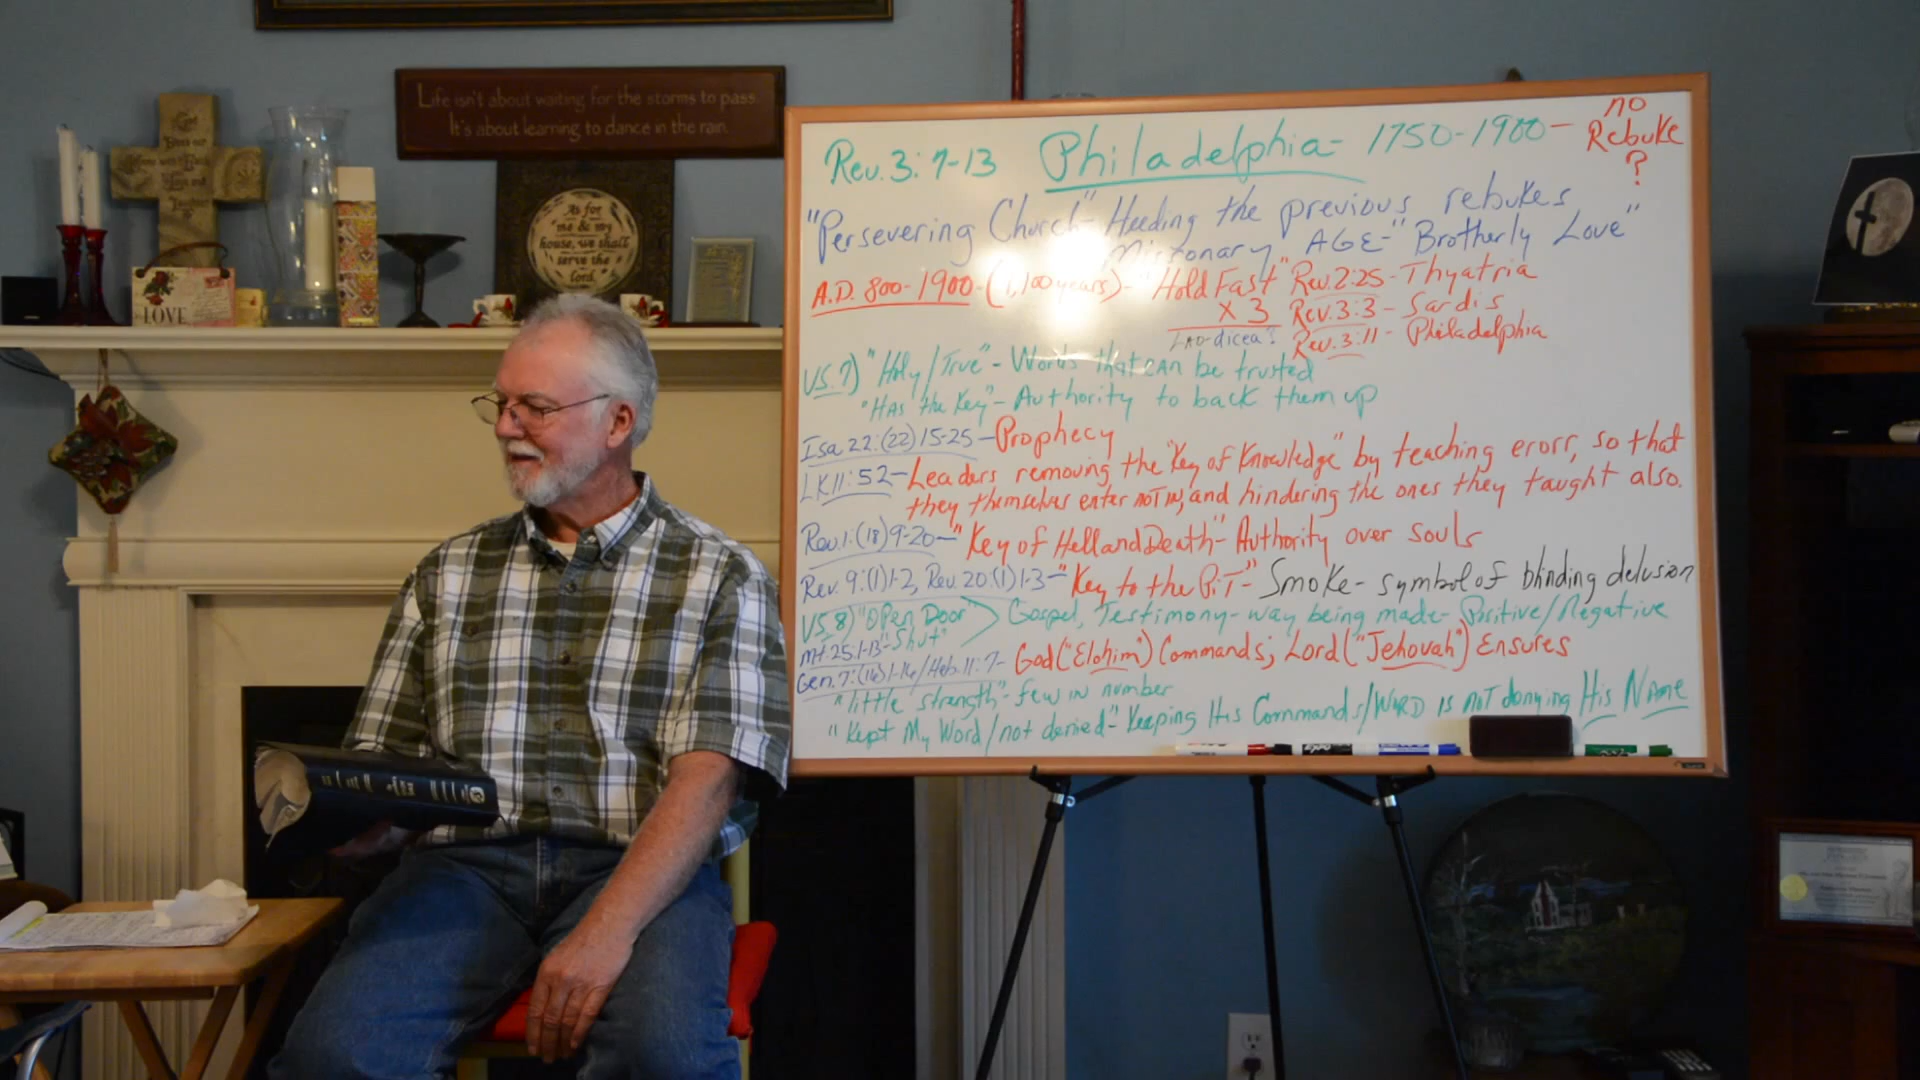 Life isn't about waiting for the storms to pass.
It's about learning to dance in the rain.
As for
me & my
house, we shall
serve the
Lord.
LOVE
Rev. 3:7-13 Philadelphia- 1750-1900- no
Rebuke
?
"Persevering Church" Heeding the previous rebukes
Missionary AGE- "Brotherly Love"
A.D. 800-1900-(1,100 years)- "Hold Fast" Rev. 2:25-Thyatria
X 3 Rev. 3:3- Sardis
LAO-dicea? Rev. 3:11- Philadelphia
VS. 7) "Holy/True"- Words that can be trusted
"Has the Key"- Authority to back them up
Isa 22:(22)15-25-Prophecy
LK 11:52-Leaders removing the "Key of Knowledge" by teaching erorr, so that
they themselves enter not in, and hindering the ones they taught also.
Rev. 1:(18)9-20-"Key of Hell and Death"- Authority over souls
Rev. 9:(1)1-2, Rev. 20:(1)1-3-"Key to the PiT-" Smoke- symbol of blinding delusion
VS. 8) "Open Door" > Gospel, Testimony- way being made- Positive/Negative
Mt. 25:1-13-"Shut"
Gen. 7:(16)1-16/Heb. 11:7- God("Elohim") Commands; Lord("Jehovah") Ensures
"little strength"- few in number
"Kept My Word/not denied"- Keeping His Commands/WORD is not denying His Name